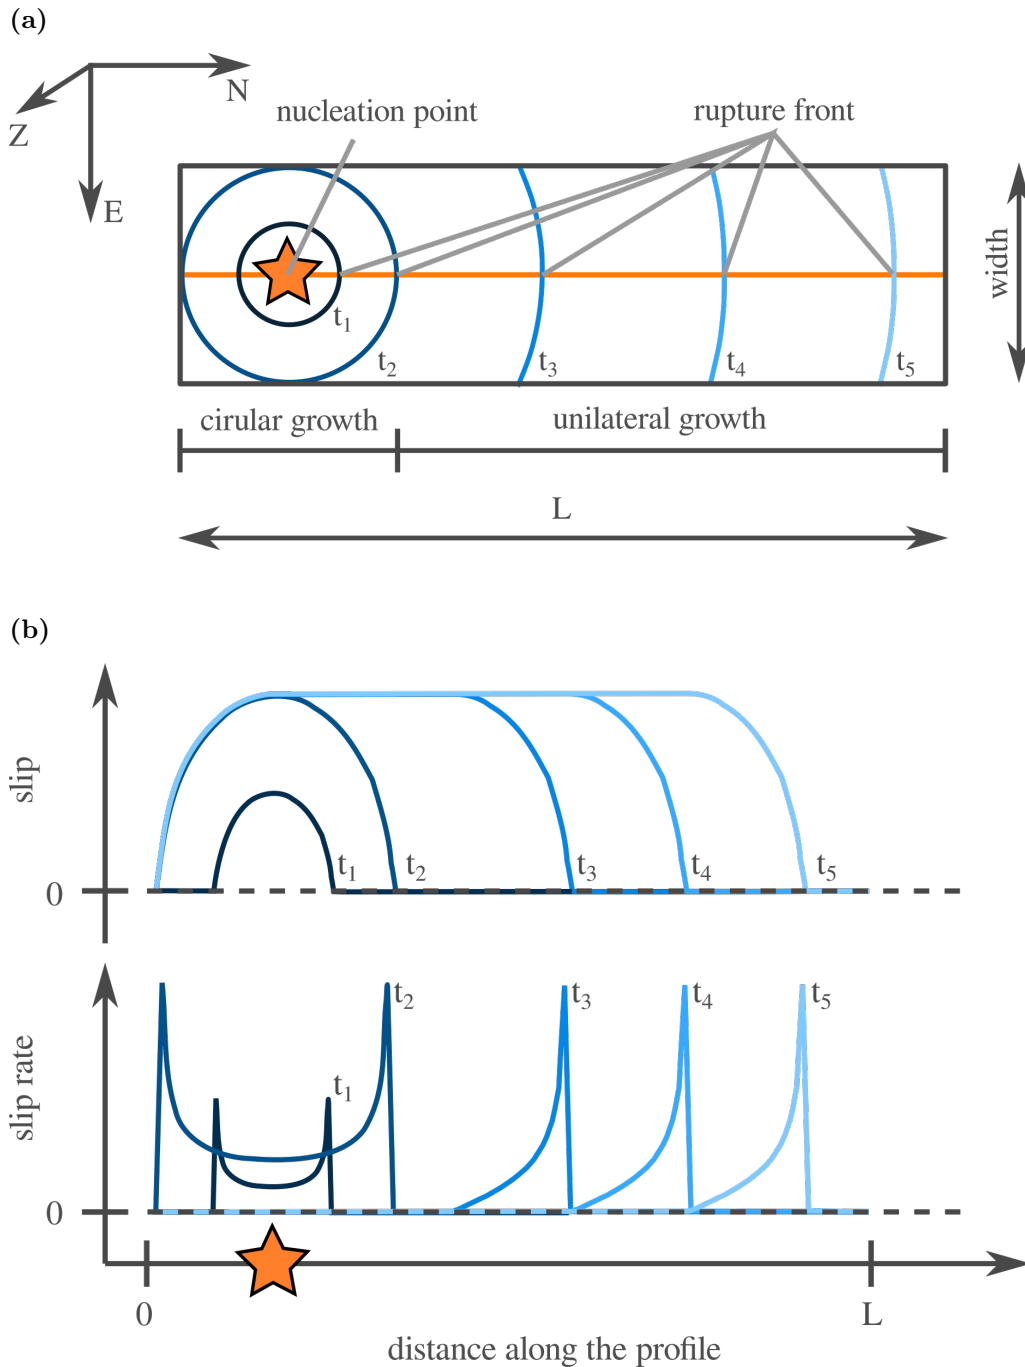 (a)
N
Z
E
nucleation point
rupture front
width
t1
t2
t3
t4
t5
cirular growth
unilateral growth
L
(b)
slip
0
t1
t2
t3
t4
t5
slip rate
0
t1
t2
t3
t4
t5
0
L
distance along the profile